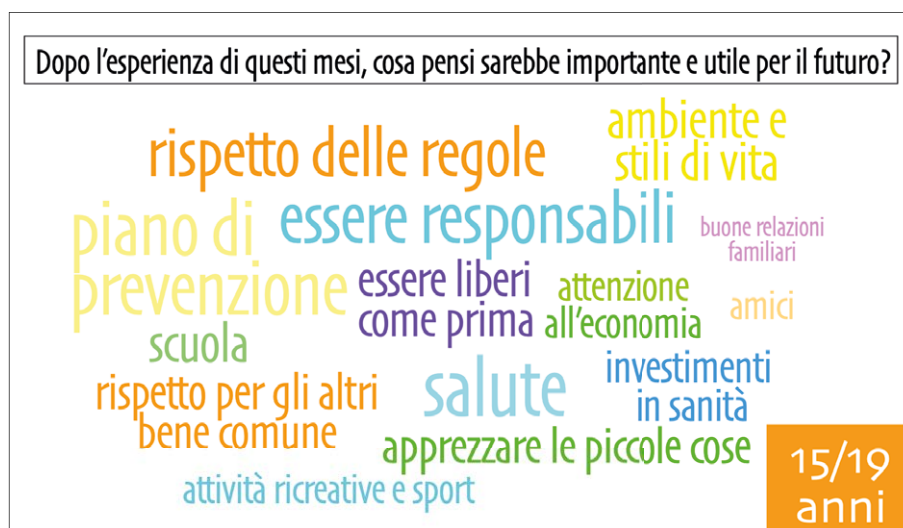 Dopo l'esperienza di questi mesi, cosa pensi sarebbe importante e utile per il futuro?
rispetto delle regole
ambiente e
stili di vita
piano di
prevenzione
essere responsabili
buone relazioni
familiari
essere liberi
come prima
attenzione
all'economia
amici
scuola
rispetto per gli altri
bene comune
salute
investimenti
in sanità
apprezzare le piccole cose
attività ricreative e sport
15/19
anni